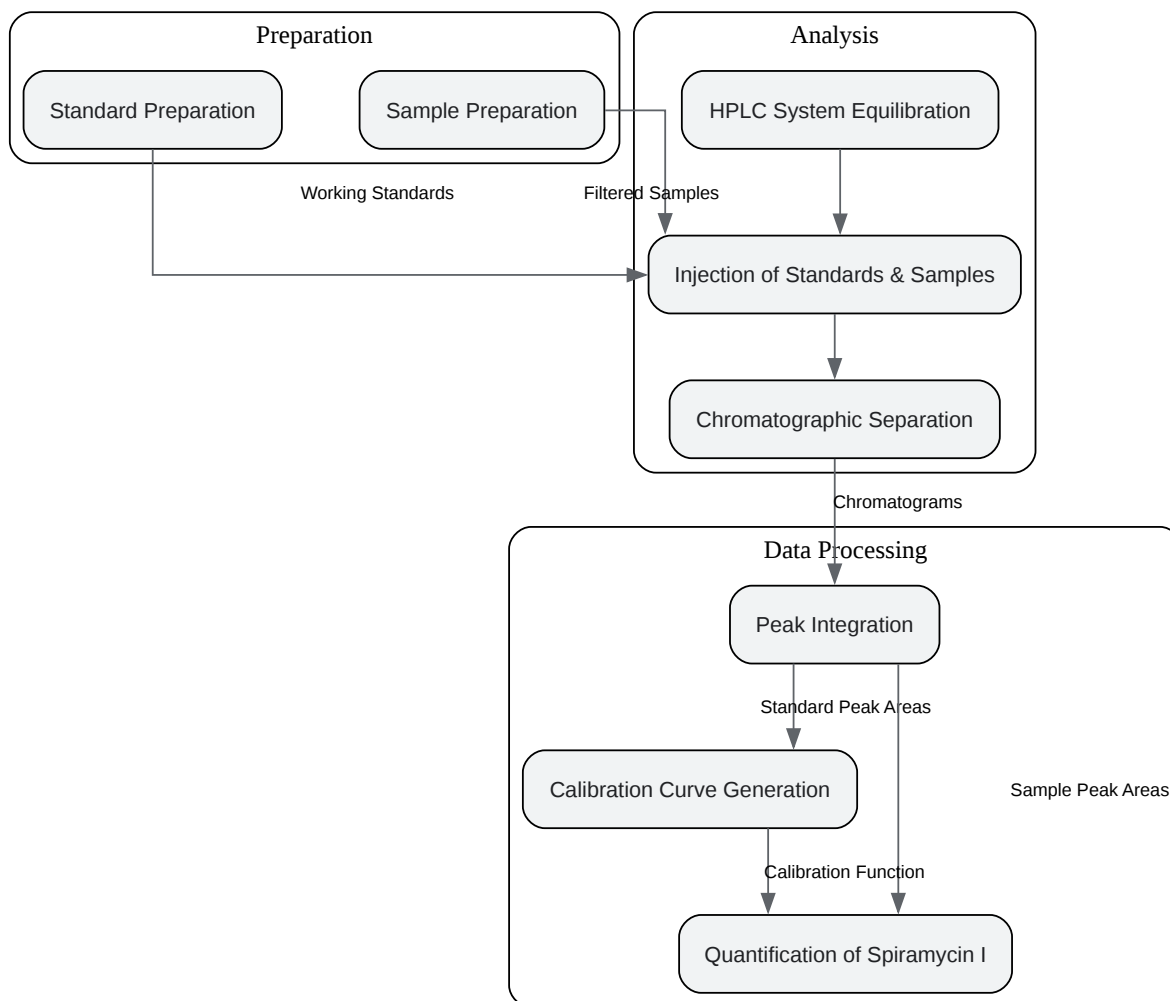 Preparation
Analysis
Standard Preparation
Sample Preparation
HPLC System Equilibration
Working Standards
Filtered Samples
Injection of Standards & Samples
Chromatographic Separation
Chromatograms
Data Processing
Peak Integration
Standard Peak Areas
Calibration Curve Generation
Sample Peak Areas
Calibration Function
Quantification of Spiramycin I